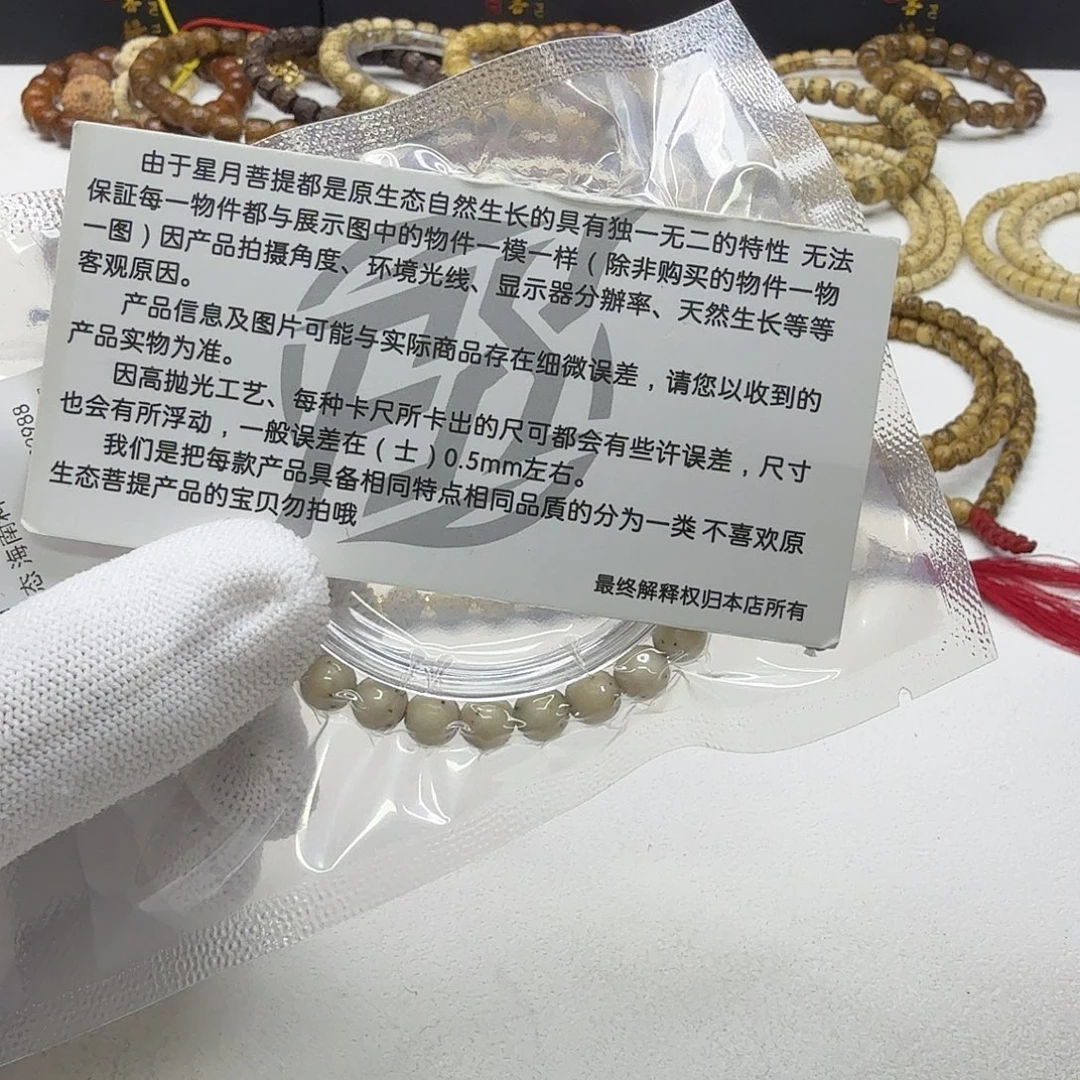 由于星月菩提都是原生态自然生长的具有独一无二的特性 无法
保証每一物件都与展示图中的物件一模一样（除非购买的物件一物
一图）因产品拍摄角度、环境光线、显示器分辦率、天然生长等等
客观原因。
产品信息及图片可能与实际商品存在细微误差，请您以收到的
产品实物为准。
因高抛光工艺、每种卡尺所卡出的尺可都会有些许误差，尺寸
也会有所浮动，一般误差在（士）0.5mm左右。
我们是把每款产品具备相同特点相同品質的分为一类 不喜欢原
生态菩提产品的宝贝勿拍哦
最终解释权归本店所有